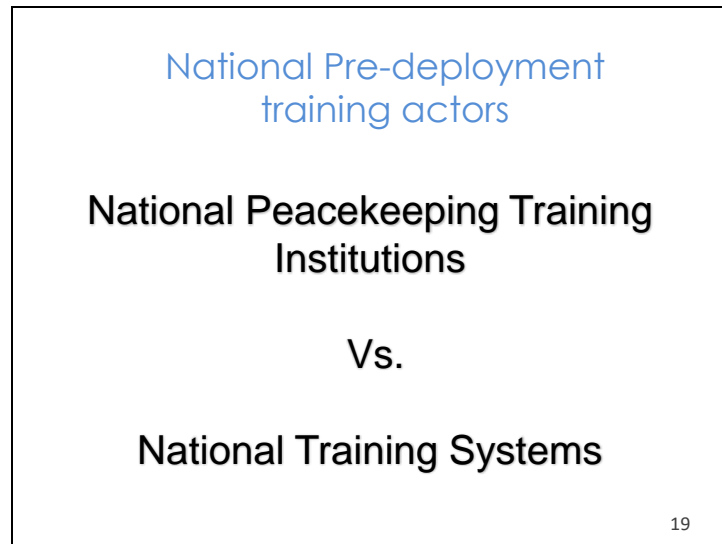 National Pre-deployment
training actors
National Peacekeeping Training
Institutions
Vs.
National Training Systems
19